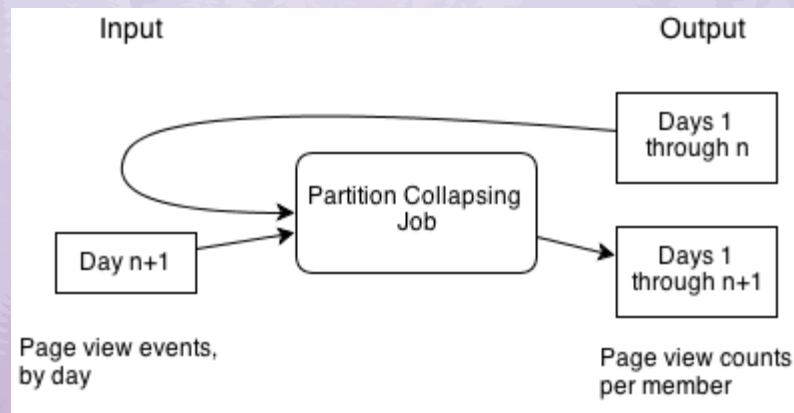 Input
Output
Days 1
through n
Partition Collapsing
Job
Day n+1
Days 1
through n+1
Page view events,
by day
Page view counts
per member